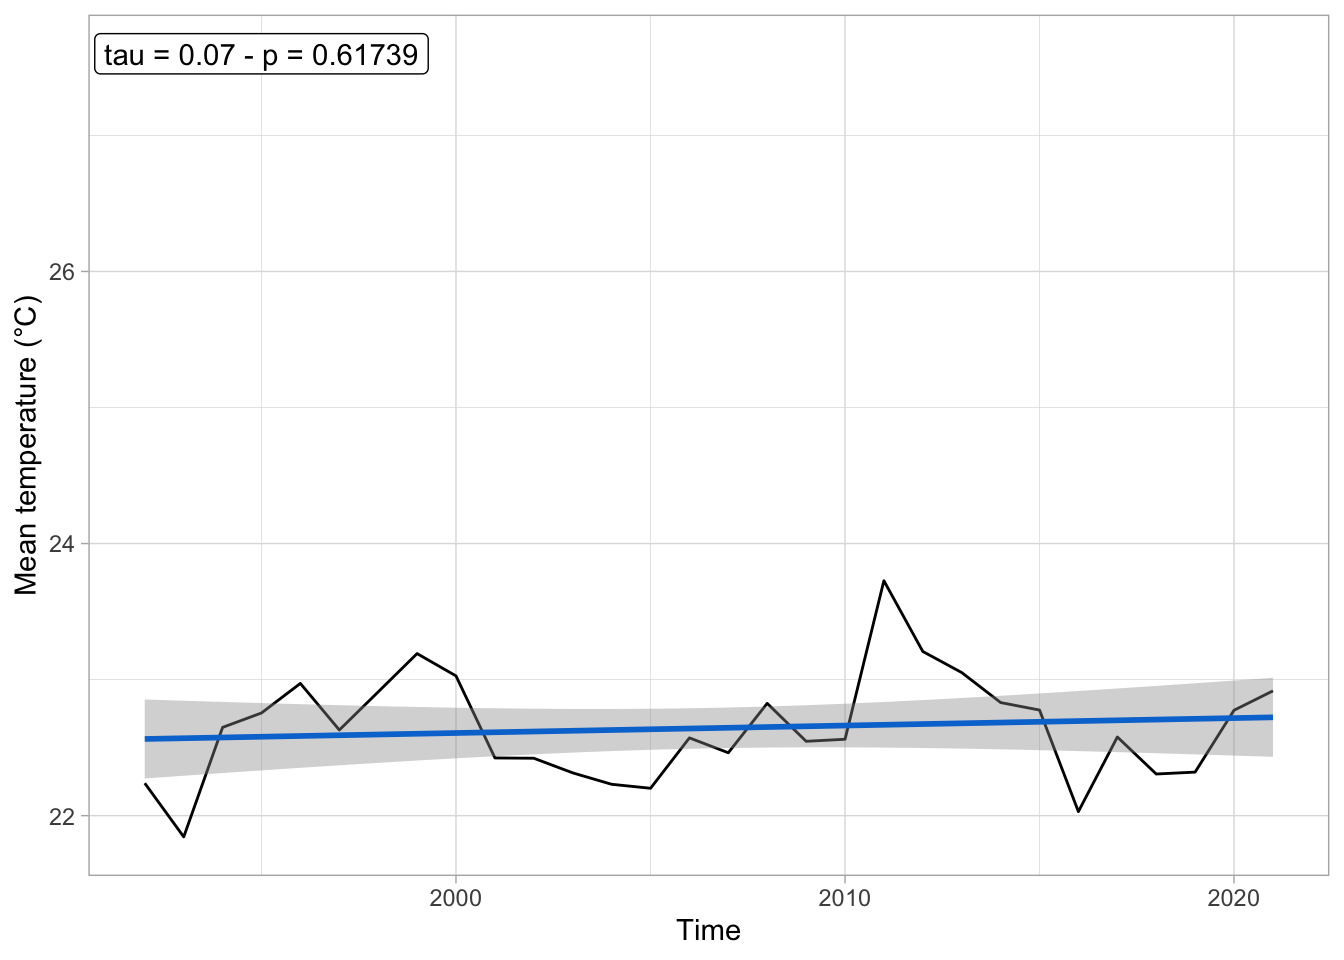 tau = 0.07 - p = 0.61739
Mean temperature (°C)
26
24
22
2000
2010
2020
Time